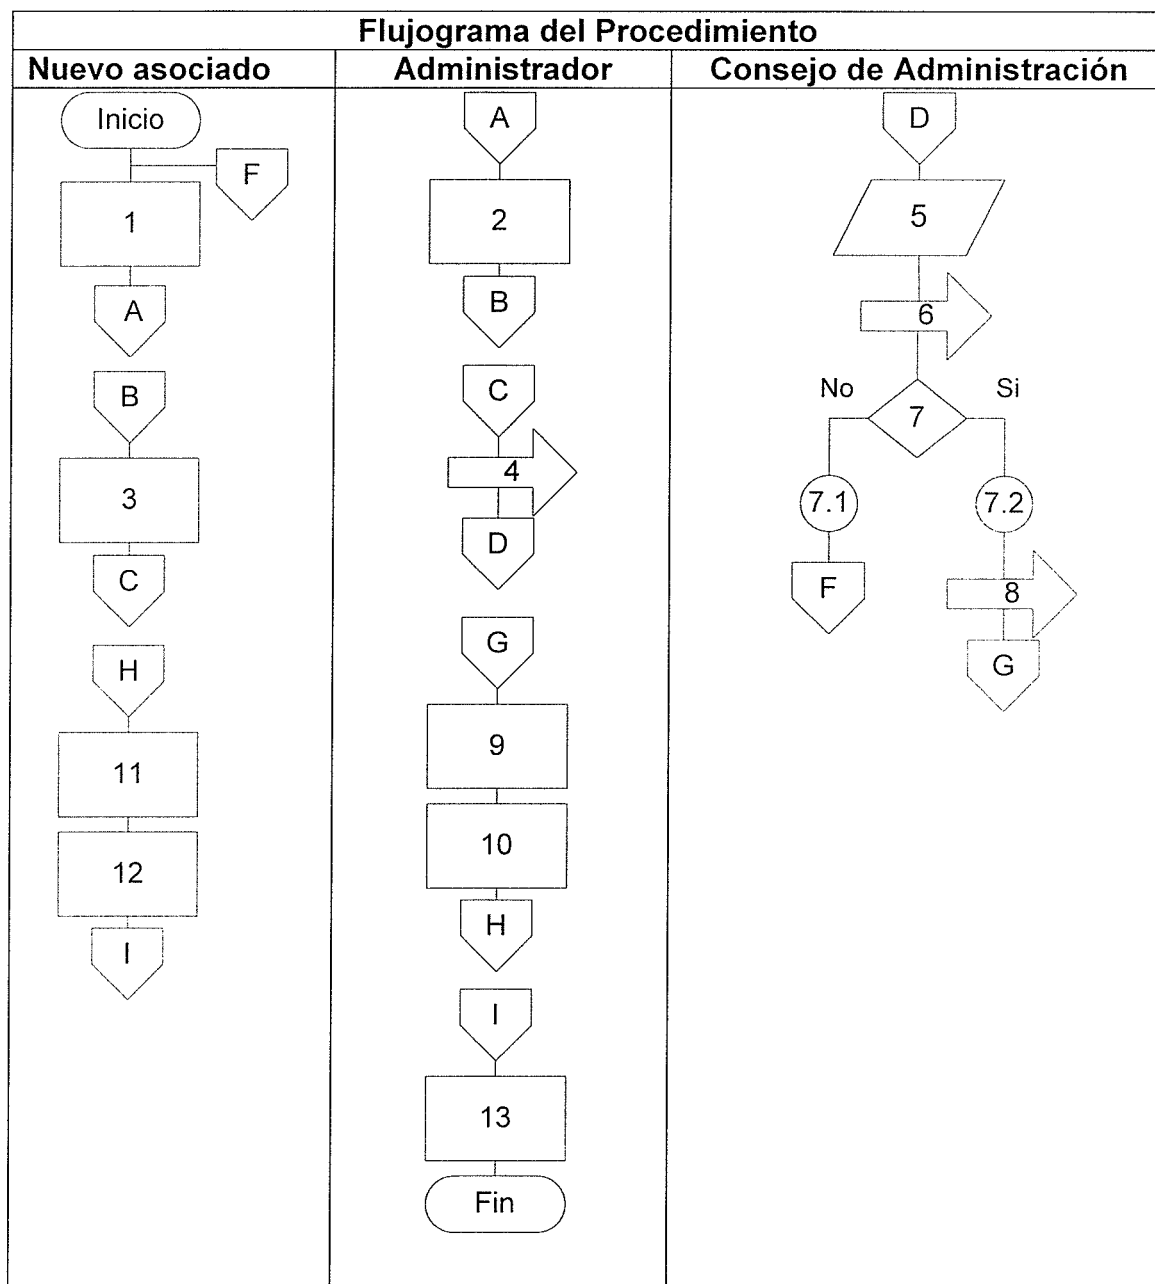 Flujograma del Procedimiento
Nuevo asociado
Administrador
Consejo de Administración
Inicio
F
1
A
B
3
C
H
11
12
I
A
2
B
C
4
D
G
9
10
H
I
13
Fin
D
5
6
No
Si
7
7.1
7.2
F
8
G